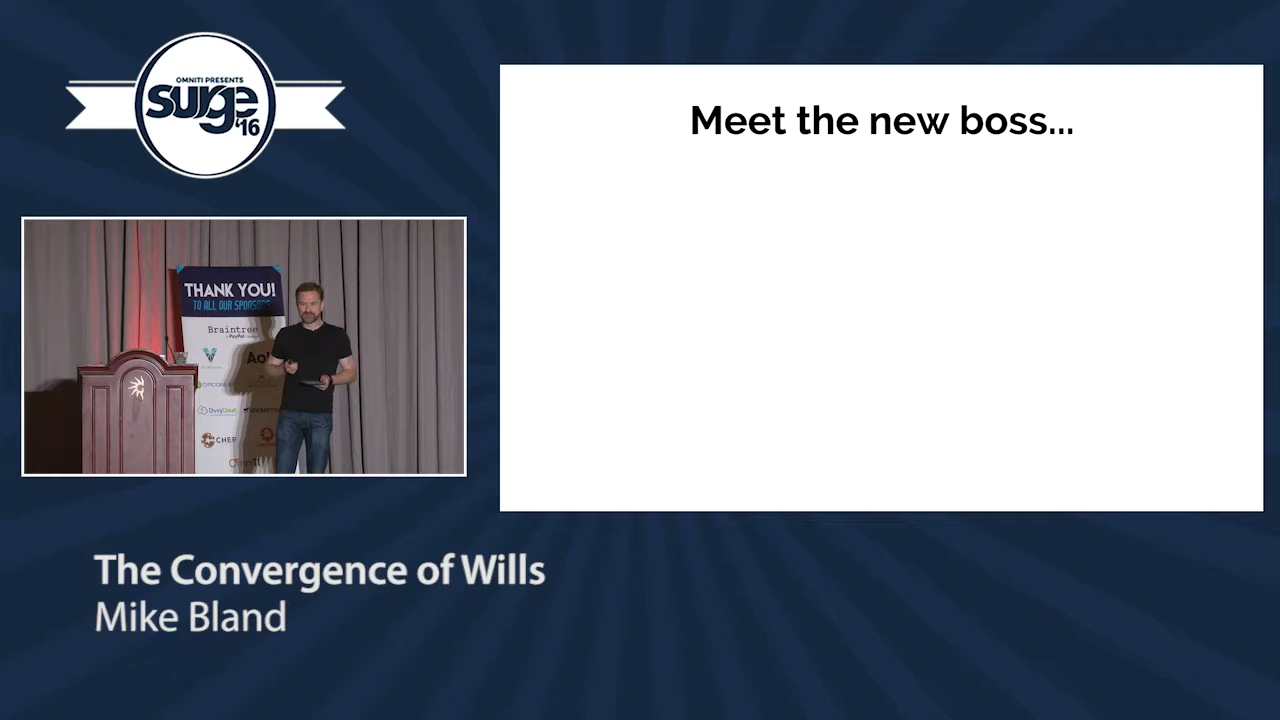 OMNITI PRESENTS
surge
'16
Meet the new boss...
THANK YOU!
TO ALL OUR SPONSORS
Braintree
CHEF
The Convergence of Wills
Mike Bland